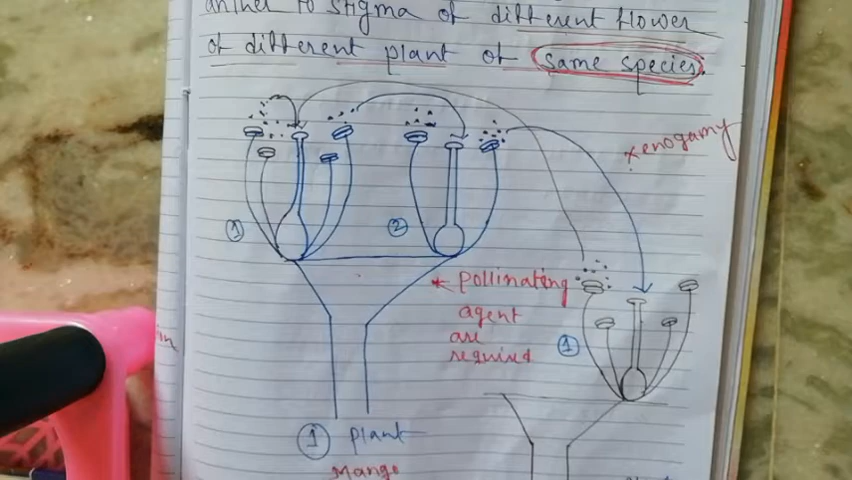 anther to stigma of different flower
of different plant of same species.
xenogamy
1
2
* pollinating
agent
are
required
1
1 plant
Mango